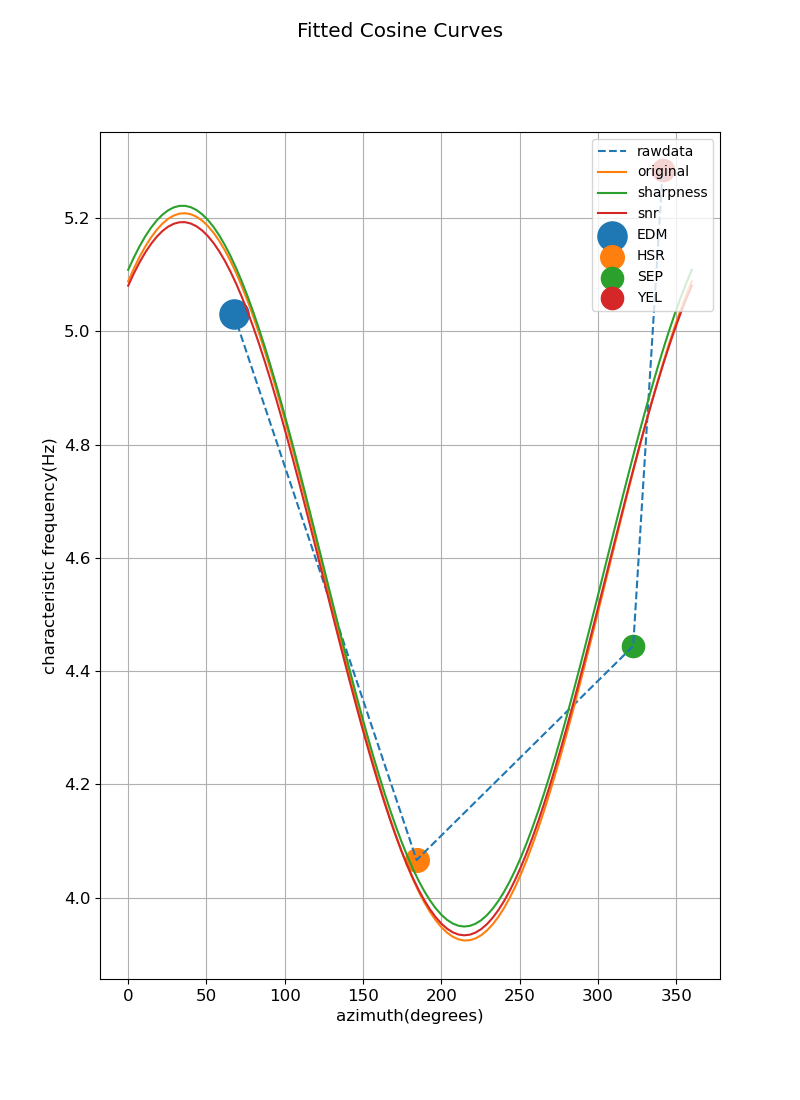 Fitted Cosine Curves
rawdata
original
sharpness
snr
EDM
HSR
SEP
YEL
5.2
5.0
4.8
4.6
4.4
4.2
4.0
characteristic frequency(Hz)
0 50 100 150 200 250 300 350
azimuth(degrees)